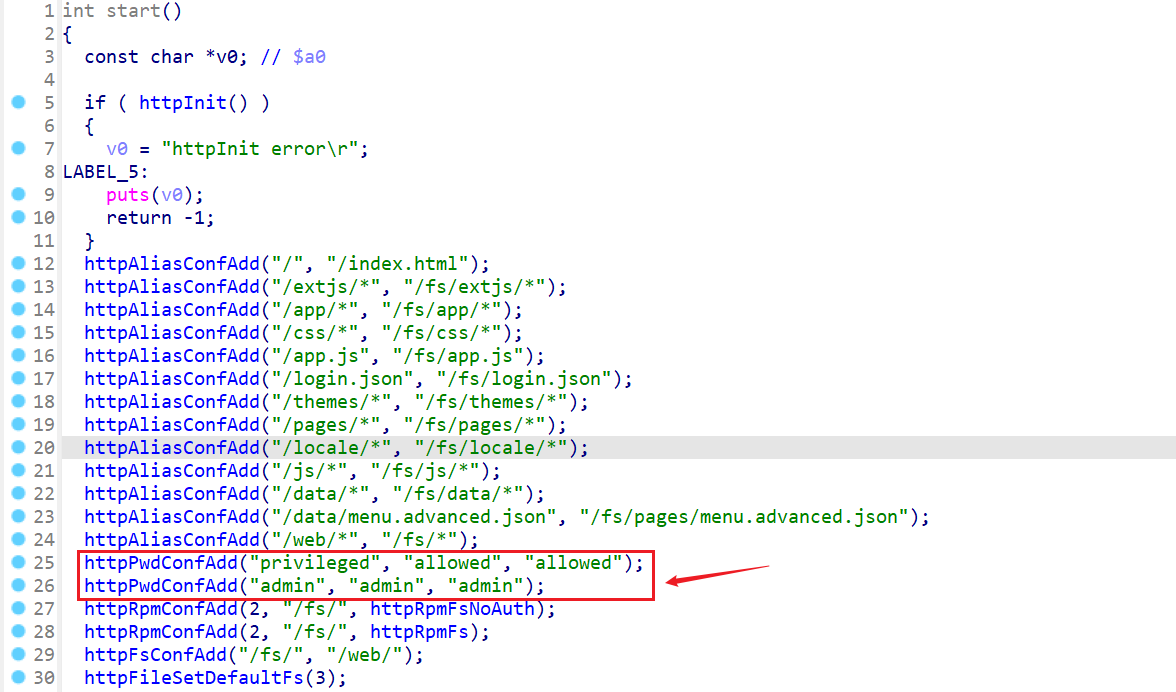 1 int start()
2 {
3   const char *v0; // $a0
4
5   if ( httpInit() )
6   {
7     v0 = "httpInit error\r";
8 LABEL_5:
9     puts(v0);
10     return -1;
11   }
12   httpAliasConfAdd("/", "/index.html");
13   httpAliasConfAdd("/extjs/*", "/fs/extjs/*");
14   httpAliasConfAdd("/app/*", "/fs/app/*");
15   httpAliasConfAdd("/css/*", "/fs/css/*");
16   httpAliasConfAdd("/app.js", "/fs/app.js");
17   httpAliasConfAdd("/login.json", "/fs/login.json");
18   httpAliasConfAdd("/themes/*", "/fs/themes/*");
19   httpAliasConfAdd("/pages/*", "/fs/pages/*");
20   httpAliasConfAdd("/locale/*", "/fs/locale/*");
21   httpAliasConfAdd("/js/*", "/fs/js/*");
22   httpAliasConfAdd("/data/*", "/fs/data/*");
23   httpAliasConfAdd("/data/menu.advanced.json", "/fs/pages/menu.advanced.json");
24   httpAliasConfAdd("/web/*", "/fs/*");
25   httpPwdConfAdd("privileged", "allowed", "allowed");
26   httpPwdConfAdd("admin", "admin", "admin");
27   httpRpmConfAdd(2, "/fs/", httpRpmFsNoAuth);
28   httpRpmConfAdd(2, "/fs/", httpRpmFs);
29   httpFsConfAdd("/fs/", "/web/");
30   httpFileSetDefaultFs(3);